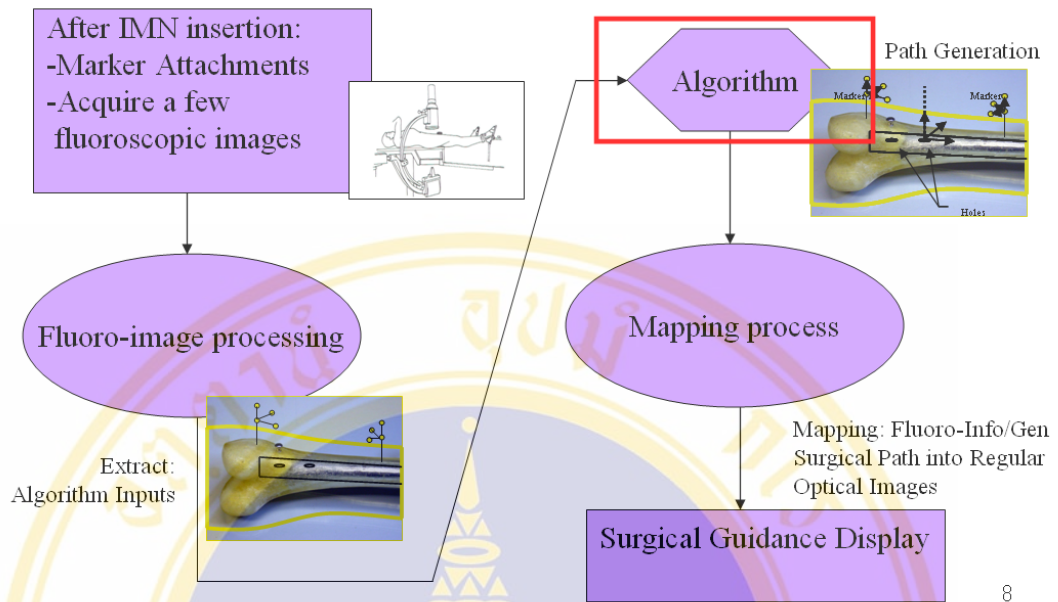 After IMN insertion:
-Marker Attachments
-Acquire a few
fluoroscopic images
Fluoro-image processing
Extract:
Algorithm Inputs
Algorithm
Path Generation
Marker
Marker
Holes
Mapping process
Mapping: Fluoro-Info/Gen
Surgical Path into Regular
Optical Images
Surgical Guidance Display
8